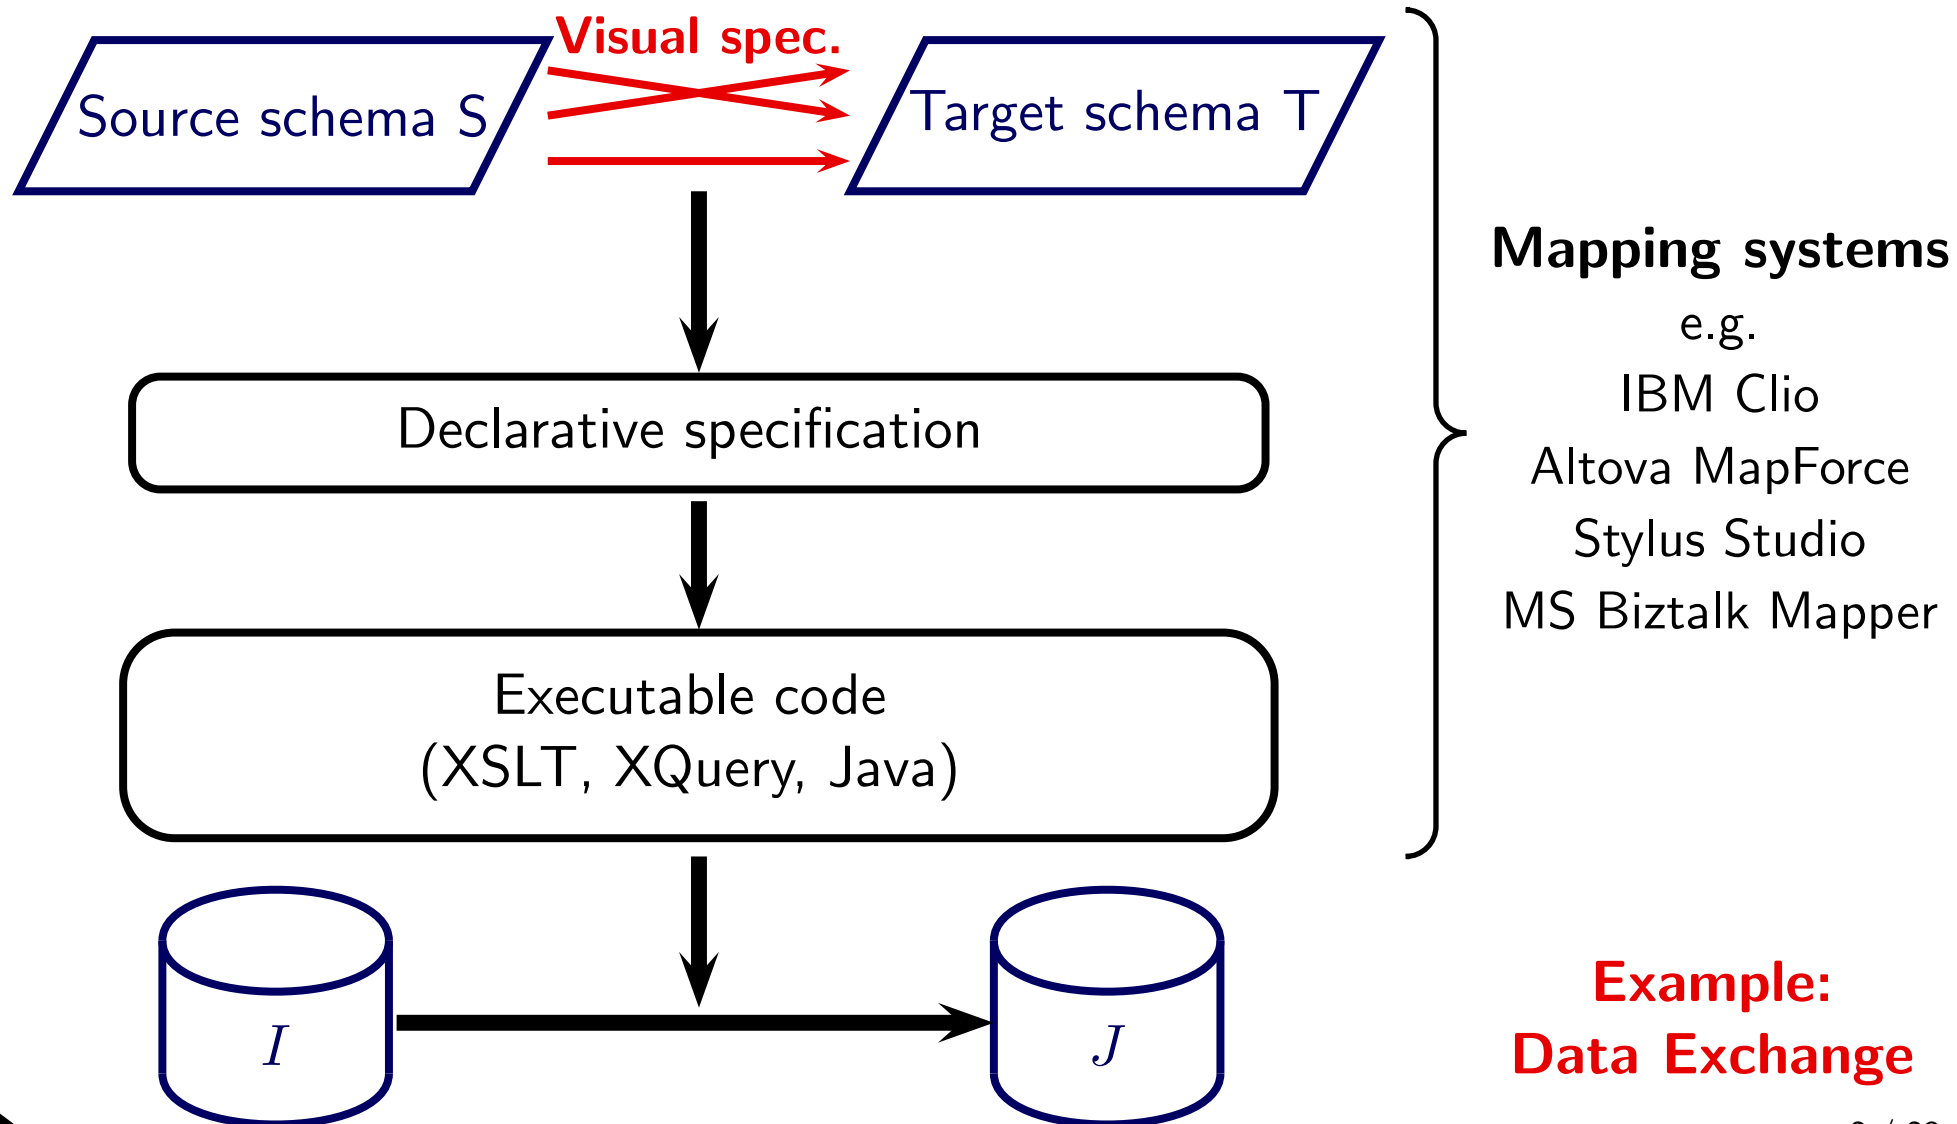 Visual spec.
Source schema S
Target schema T
Mapping systems
e.g.
IBM Clio
Altova MapForce
Stylus Studio
MS Biztalk Mapper
Declarative specification
Executable code
(XSLT, XQuery, Java)
I
J
Example:
Data Exchange